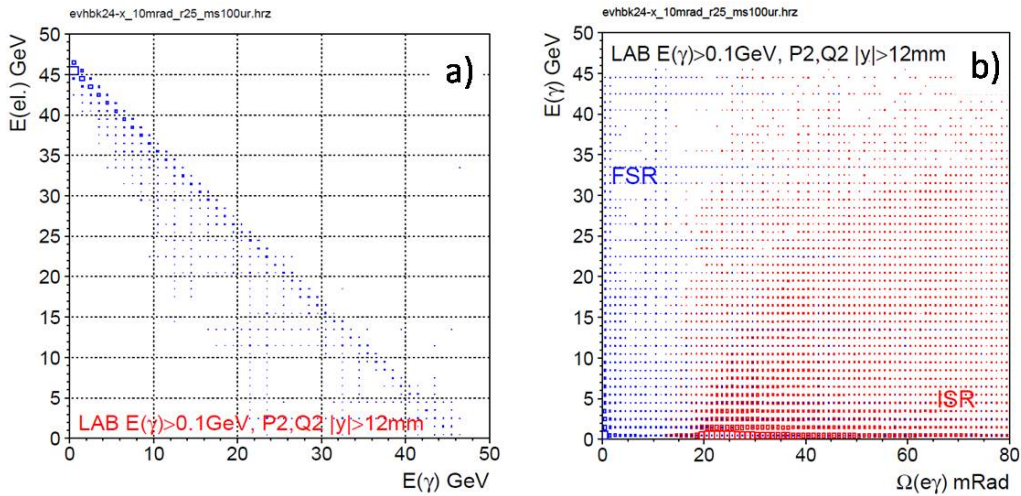 evhbk24-x_10mrad_r25_ms100ur.hrz
a)
E(el.) GeV
50
45
40
35
30
25
20
15
10
5
0
LAB E(γ)>0.1GeV, P2,Q2 |y|>12mm
0
10
20
30
40
50
E(γ) GeV
evhbk24-x_10mrad_r25_ms100ur.hrz
LAB E(γ)>0.1GeV, P2,Q2 |y|>12mm
b)
E(γ) GeV
50
45
40
35
30
25
20
15
10
5
0
FSR
ISR
0
20
40
60
80
Ω(eγ) mRad